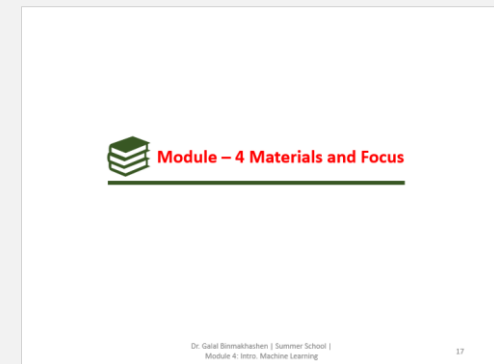 Module – 4 Materials and Focus
Dr. Galal Binmakhashen | Summer School |
Module 4: Intro. Machine Learning
17